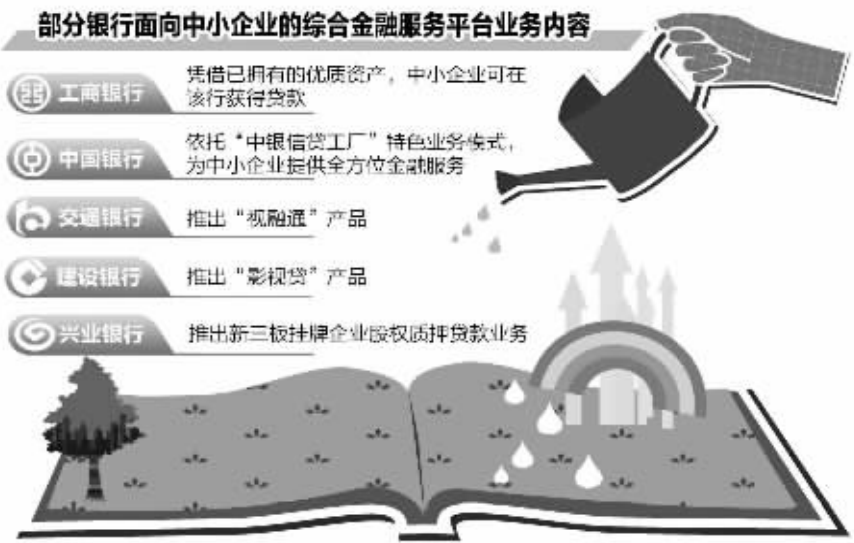 部分银行面向中小企业的综合金融服务平台业务内容
工商银行
凭借已拥有的优质资产，中小企业可在
该行获得贷款
中国银行
依托“中银信贷工厂”特色业务模式，
为中小企业提供全方位金融服务
交通银行
推出“视融通”产品
建设银行
推出“影视贷”产品
兴业银行
推出新三板挂牌企业股权质押贷款业务